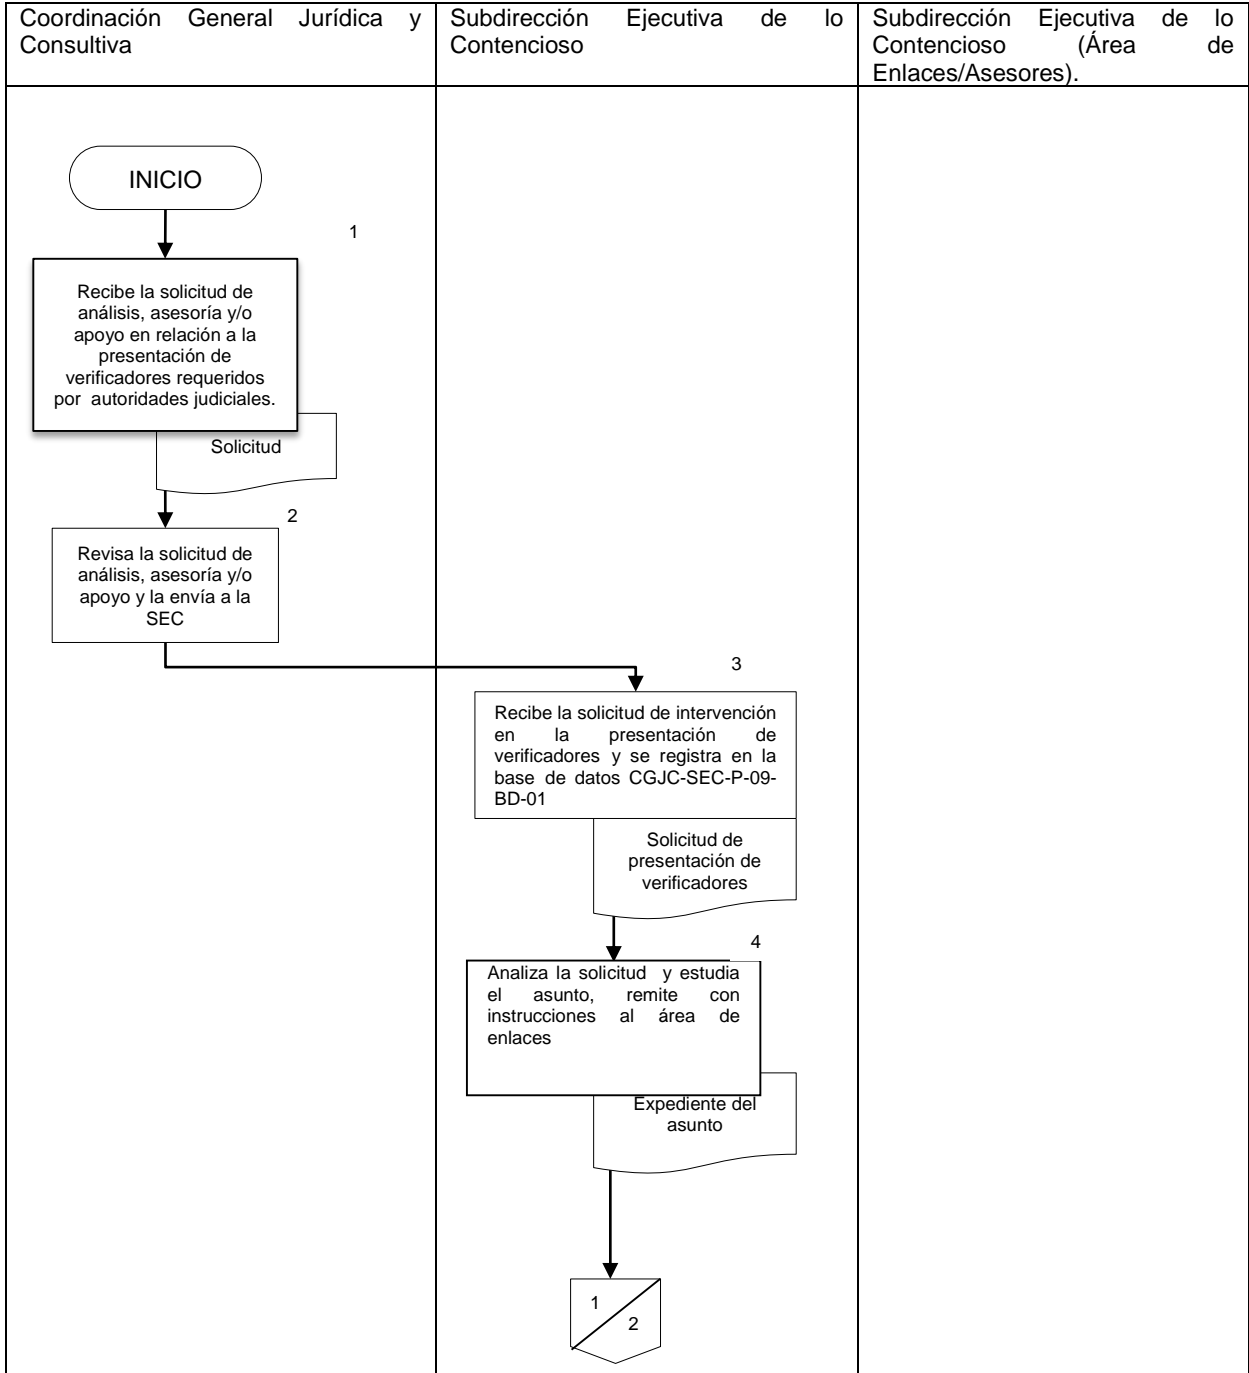 Coordinación General Jurídica y
Consultiva
Subdirección Ejecutiva de lo
Contencioso
Subdirección Ejecutiva de lo
Contencioso (Área de
Enlaces/Asesores).
INICIO
1
Recibe la solicitud de
análisis, asesoría y/o
apoyo en relación a la
presentación de
verificadores requeridos
por autoridades judiciales.
Solicitud
2
Revisa la solicitud de
análisis, asesoría y/o
apoyo y la envía a la
SEC
3
Recibe la solicitud de intervención
en la presentación de
verificadores y se registra en la
base de datos CGJC-SEC-P-09-
BD-01
Solicitud de
presentación de
verificadores
4
Analiza la solicitud y estudia
el asunto, remite con
instrucciones al área de
enlaces
Expediente del
asunto
1
2